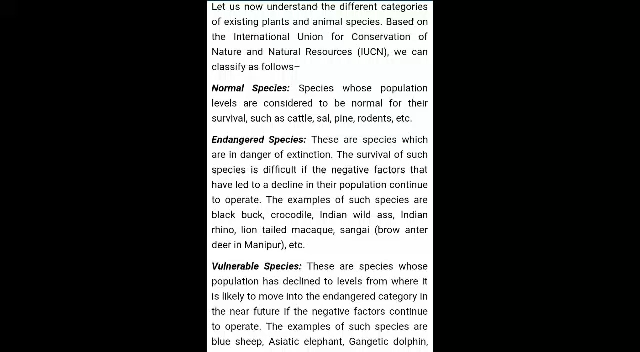 Let us now understand the different categories
of existing plants and animal species. Based on
the International Union for Conservation of
Nature and Natural Resources (IUCN), we can
classify as follows–
Normal Species: Species whose population
levels are considered to be normal for their
survival, such as cattle, sal, pine, rodents, etc.
Endangered Species: These are species which
are in danger of extinction. The survival of such
species is difficult if the negative factors that
have led to a decline in their population continue
to operate. The examples of such species are
black buck, crocodile, Indian wild ass, Indian
rhino, lion tailed macaque, sangai (brow anter
deer in Manipur), etc.
Vulnerable Species: These are species whose
population has declined to levels from where it
is likely to move into the endangered category in
the near future if the negative factors continue
to operate. The examples of such species are
blue sheep, Asiatic elephant, Gangetic dolphin,